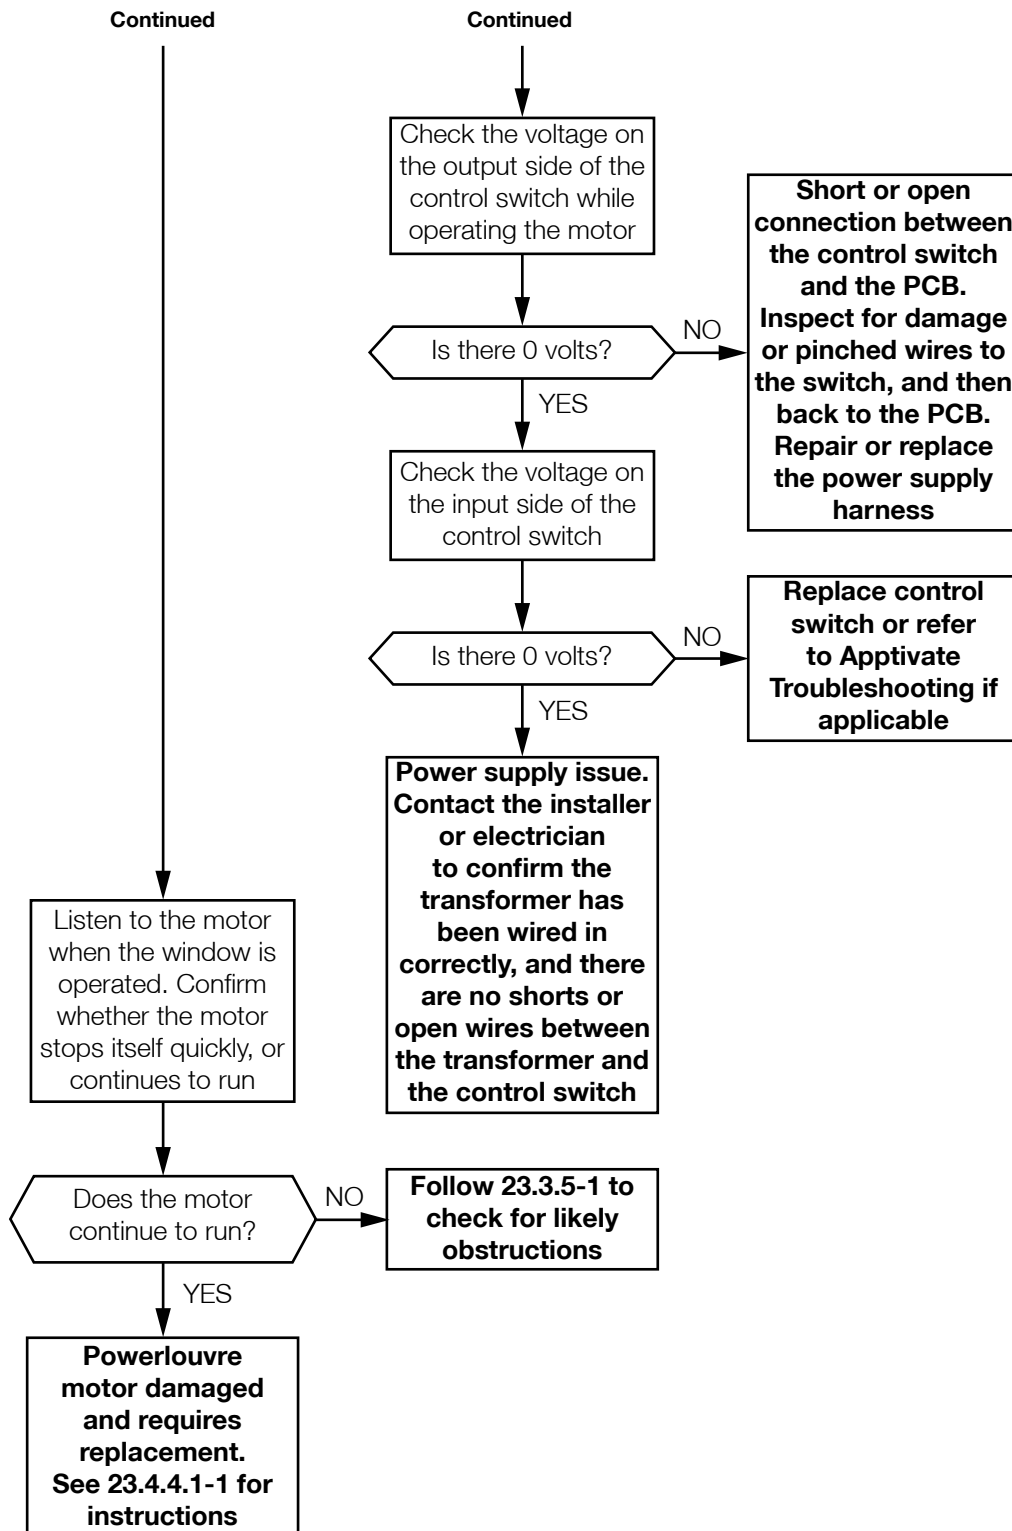 Continued
Continued
Check the voltage on
the output side of the
control switch while
operating the motor
Short or open
connection between
the control switch
and the PCB.
Inspect for damage
or pinched wires to
the switch, and then
back to the PCB.
Repair or replace
the power supply
harness
Is there 0 volts?
NO
YES
Check the voltage on
the input side of the
control switch
Is there 0 volts?
NO
Replace control
switch or refer
to Apptivate
Troubleshooting if
applicable
YES
Power supply issue.
Contact the installer
or electrician
to confirm the
transformer has
been wired in
correctly, and there
are no shorts or
open wires between
the transformer and
the control switch
Listen to the motor
when the window is
operated. Confirm
whether the motor
stops itself quickly, or
continues to run
Does the motor
continue to run?
NO
Follow 23.3.5-1 to
check for likely
obstructions
YES
Powerlouvre
motor damaged
and requires
replacement.
See 23.4.4.1-1 for
instructions